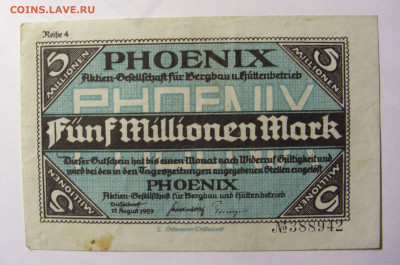 COINS.LAVE.RU
Reihe 4
5 MILLIONEN
5 MILLIONEN
PHOENIX
Aktien-Gesellschaft für Bergbau u. Hüttenbetrieb
PHOENIX
Fünf Millionen Mark
Dieser Gutschein hat bis einen Monat nach Widerruf Gültigkeit und
wird bei den in den Tageszeitungen angegebenen Stellen eingelöst
PHOENIX
Aktien-Gesellschaft für Bergbau und Hüttenbetrieb
Düsseldorf
15. August 1923
5 MILLIONEN
5 MILLIONEN
№388942